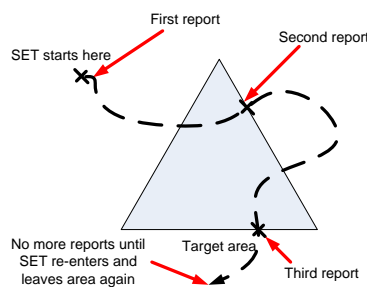 First report
Second report
SET starts here
Target area
No more reports until
SET re-enters and
leaves area again
Third report